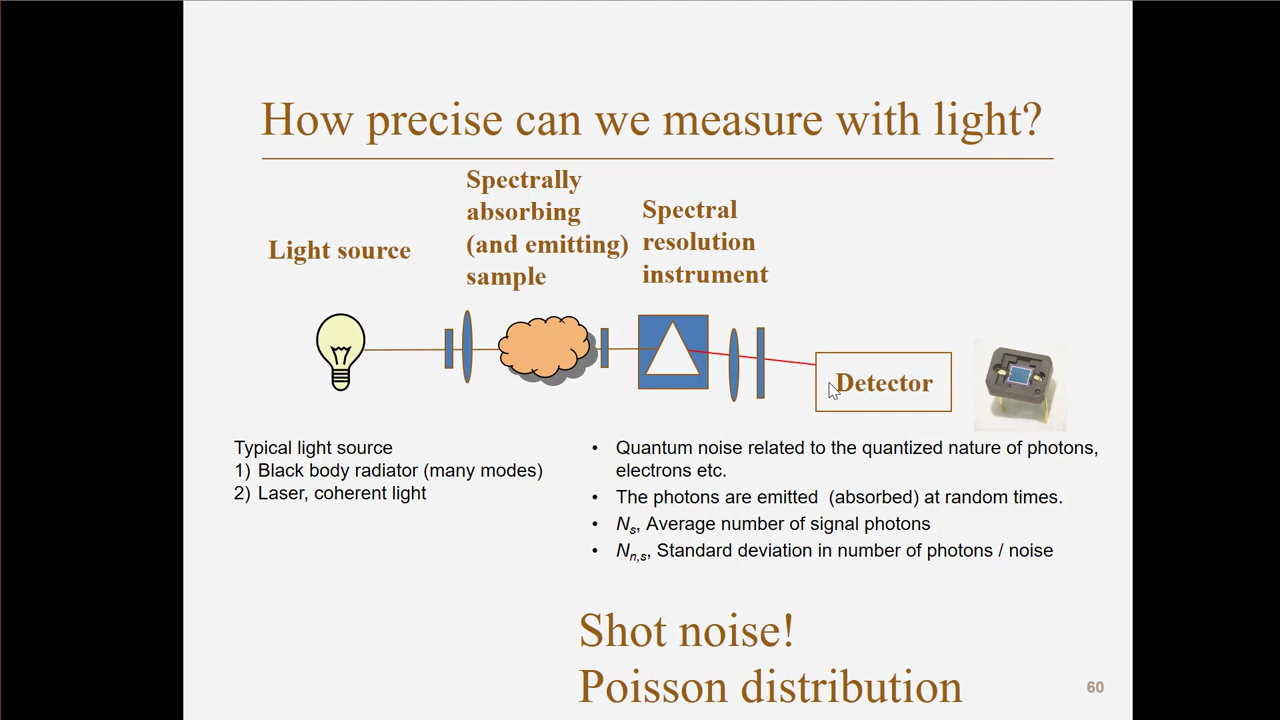 How precise can we measure with light?
Spectrally
absorbing
(and emitting)
sample
Spectral
resolution
instrument
Light source
Detector
Typical light source
1) Black body radiator (many modes)
2) Laser, coherent light
• Quantum noise related to the quantized nature of photons,
electrons etc.
• The photons are emitted (absorbed) at random times.
• Ns, Average number of signal photons
• Nn,s, Standard deviation in number of photons / noise
Shot noise!
Poisson distribution
60